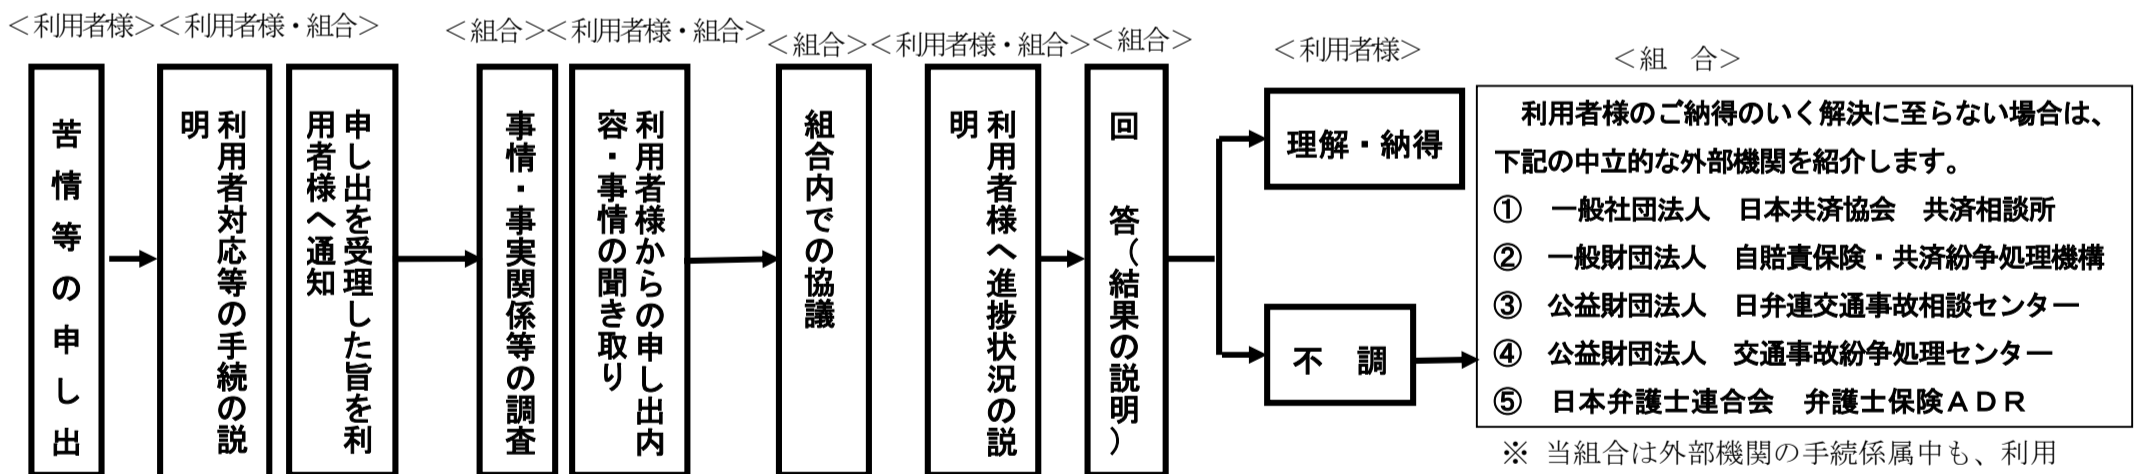 ＜利用者様＞
＜利用者様・組合＞
＜組合＞
＜利用者様・組合＞
＜組合＞
＜利用者様・組合＞
＜組合＞
＜利用者様＞
＜組　合＞
苦情等の申し出
利用者対応等の手続の説
明
申し出を受理した旨を利
用者様へ通知
事情・事実関係等の調査
利用者様からの申し出内
容・事情の聞き取り
組合内での協議
利用者様へ進捗状況の説
明
回　答（結果の説明）
理解・納得
不　調
利用者様のご納得のいく解決に至らない場合は、
下記の中立的な外部機関を紹介します。
①　一般社団法人　日本共済協会　共済相談所
②　一般財団法人　自賠責保険・共済紛争処理機構
③　公益財団法人　日弁連交通事故相談センター
④　公益財団法人　交通事故紛争処理センター
⑤　日本弁護士連合会　弁護士保険ＡＤＲ
※ 当組合は外部機関の手続係属中も、利用